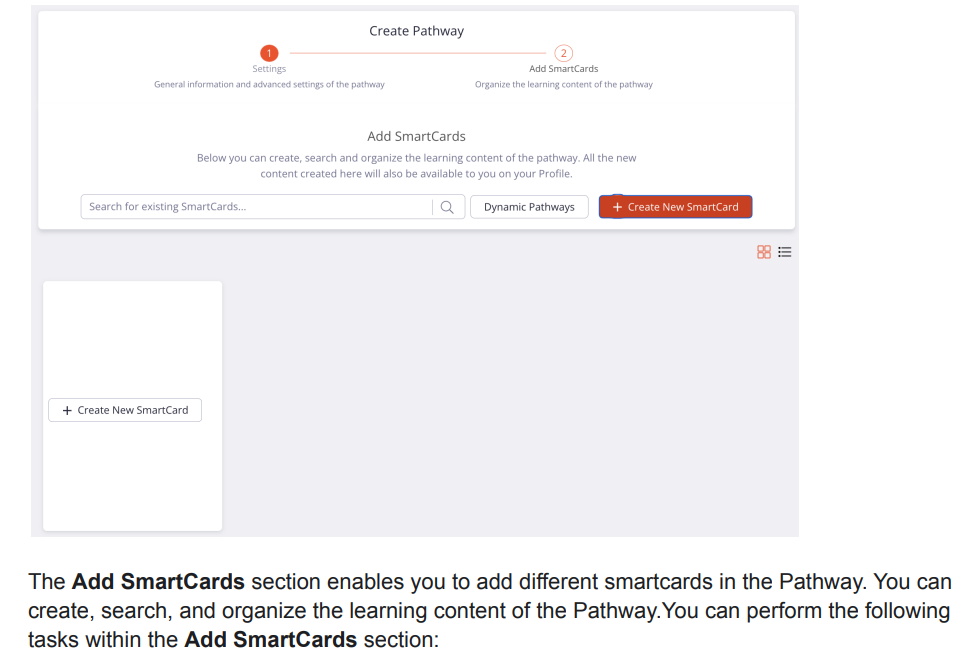 Create Pathway
1
2
Settings
Add SmartCards
General information and advanced settings of the pathway
Organize the learning content of the pathway
Add SmartCards
Below you can create, search and organize the learning content of the pathway. All the new
content created here will also be available to you on your Profile.
Search for existing SmartCards...
Dynamic Pathways
+ Create New SmartCard
+ Create New SmartCard
The Add SmartCards section enables you to add different smartcards in the Pathway. You can
create, search, and organize the learning content of the Pathway.You can perform the following
tasks within the Add SmartCards section: